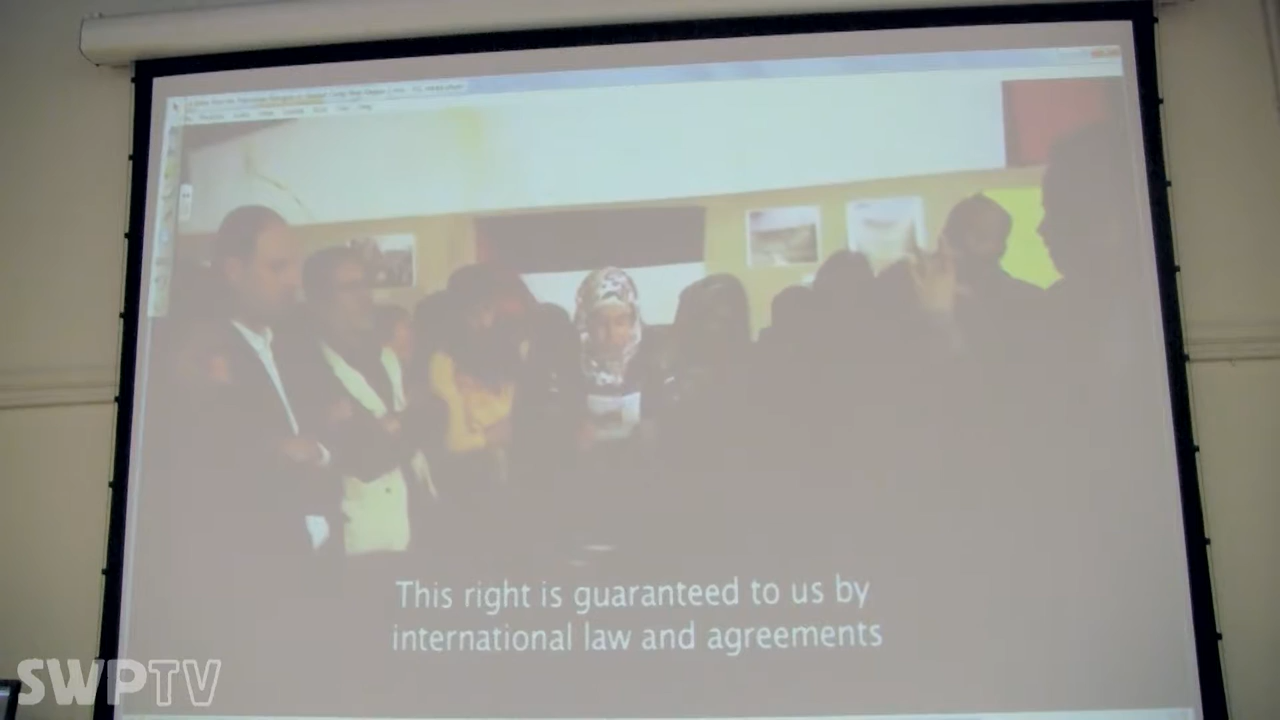 This right is guaranteed to us by
international law and agreements
SWPTV